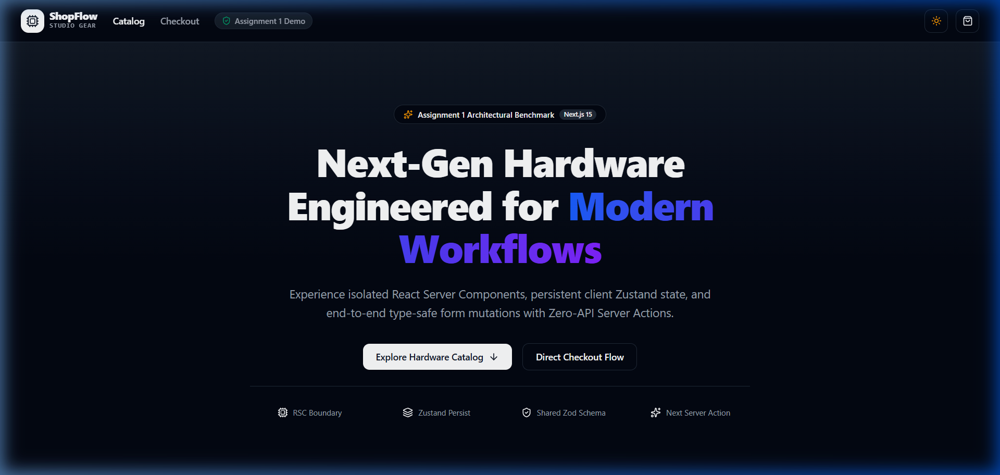 ShopFlow
STUDIO GEAR
Catalog
Checkout
Assignment 1 Demo
Assignment 1 Architectural Benchmark
Next.js 15
Next-Gen Hardware
Engineered for Modern
Workflows
Experience isolated React Server Components, persistent client Zustand state, and
end-to-end type-safe form mutations with Zero-API Server Actions.
Explore Hardware Catalog
Direct Checkout Flow
RSC Boundary
Zustand Persist
Shared Zod Schema
Next Server Action